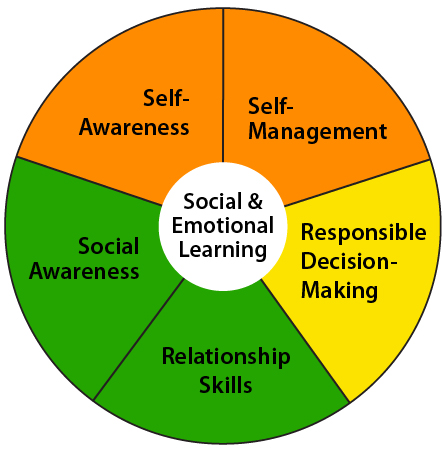 Self-
Awareness
Self-
Management
Social &
Emotional
Learning
Responsible
Decision-
Making
Social
Awareness
Relationship
Skills